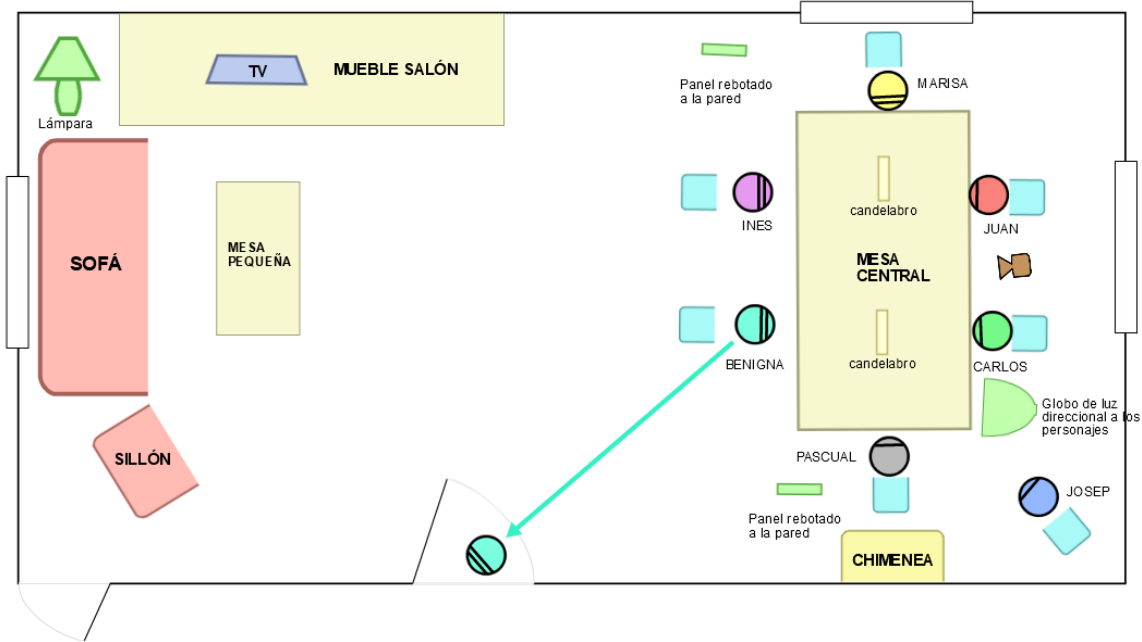 TV
MUEBLE SALÓN
Lámpara
Panel rebotado
a la pared
MARISA
candelabro
INES
JUAN
SOFÁ
MESA
PEQUEÑA
MESA
CENTRAL
BENIGNA
candelabro
CARLOS
Globo de luz
direccional a los
personajes
SILLÓN
PASCUAL
JOSEP
Panel rebotado
a la pared
CHIMENEA